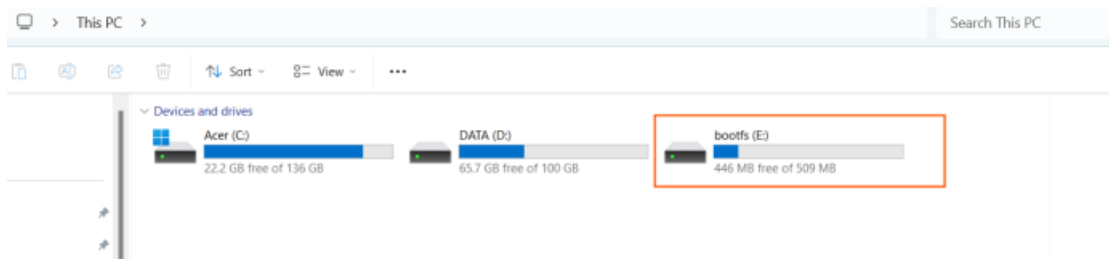 This PC
Search This PC
Sort
View
Devices and drives
Acer (C:)
22.2 GB free of 136 GB
DATA (D:)
65.7 GB free of 100 GB
bootfs (E:)
446 MB free of 509 MB